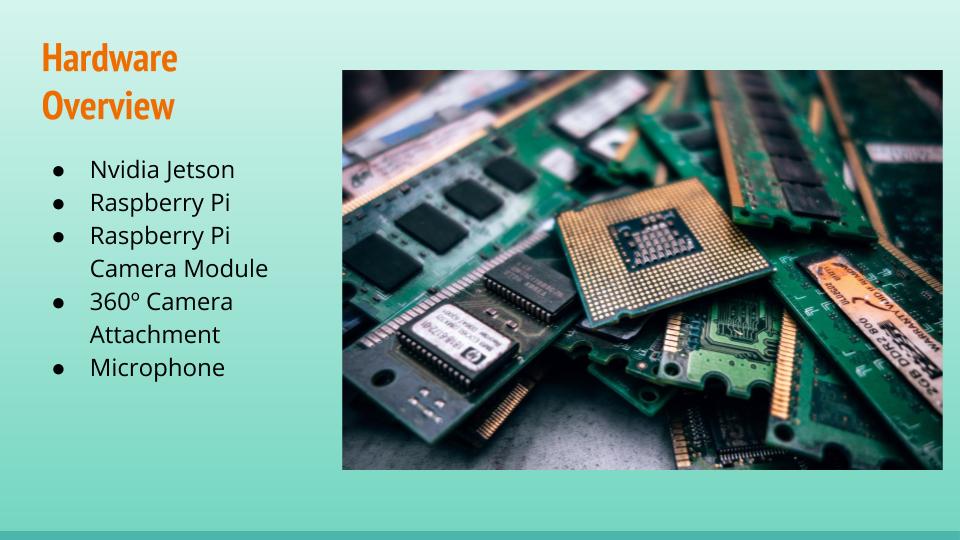 Hardware
Overview
● Nvidia Jetson
● Raspberry Pi
● Raspberry Pi
Camera Module
● 360º Camera
Attachment
● Microphone
2GB DDR2 800
WARRANTY VOID IF REMOVED